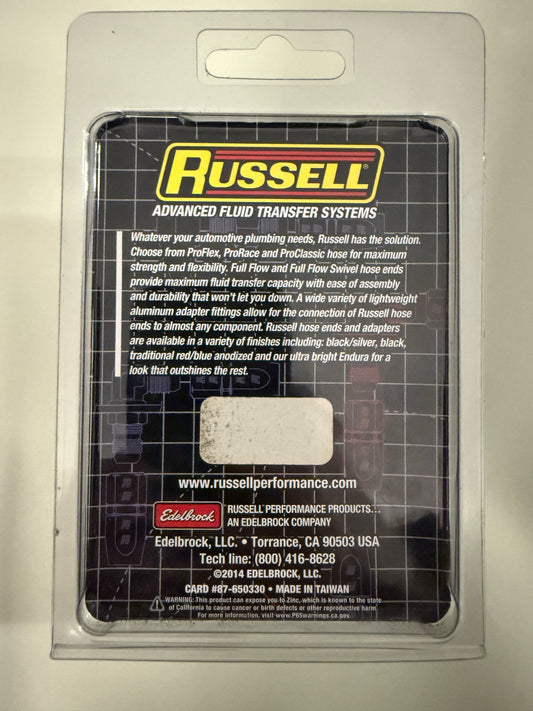 RUSSELL®
ADVANCED FLUID TRANSFER SYSTEMS
Whatever your automotive plumbing needs, Russell has the solution.
Choose from ProFlex, ProRace and ProClassic hose for maximum
strength and flexibility. Full Flow and Full Flow Swivel hose ends
provide maximum fluid transfer capacity with ease of assembly
and durability that won't let you down. A wide variety of lightweight
aluminum adapter fittings allow for the connection of Russell hose
ends to almost any component. Russell hose ends and adapters
are available in a variety of finishes including: black/silver, black,
traditional red/blue anodized and our ultra bright Endura for a
look that outshines the rest.
www.russellperformance.com
Edelbrock
RUSSELL PERFORMANCE PRODUCTS...
AN EDELBROCK COMPANY
Edelbrock, LLC. • Torrance, CA 90503 USA
Tech line: (800) 416-8628
©2014 EDELBROCK, LLC.
CARD #87-650330 • MADE IN TAIWAN
WARNING: This product can expose you to Zinc, which is known to the state
of California to cause cancer or birth defects or other reproductive harm.
For more information, visit www.P65warnings.ca.gov.